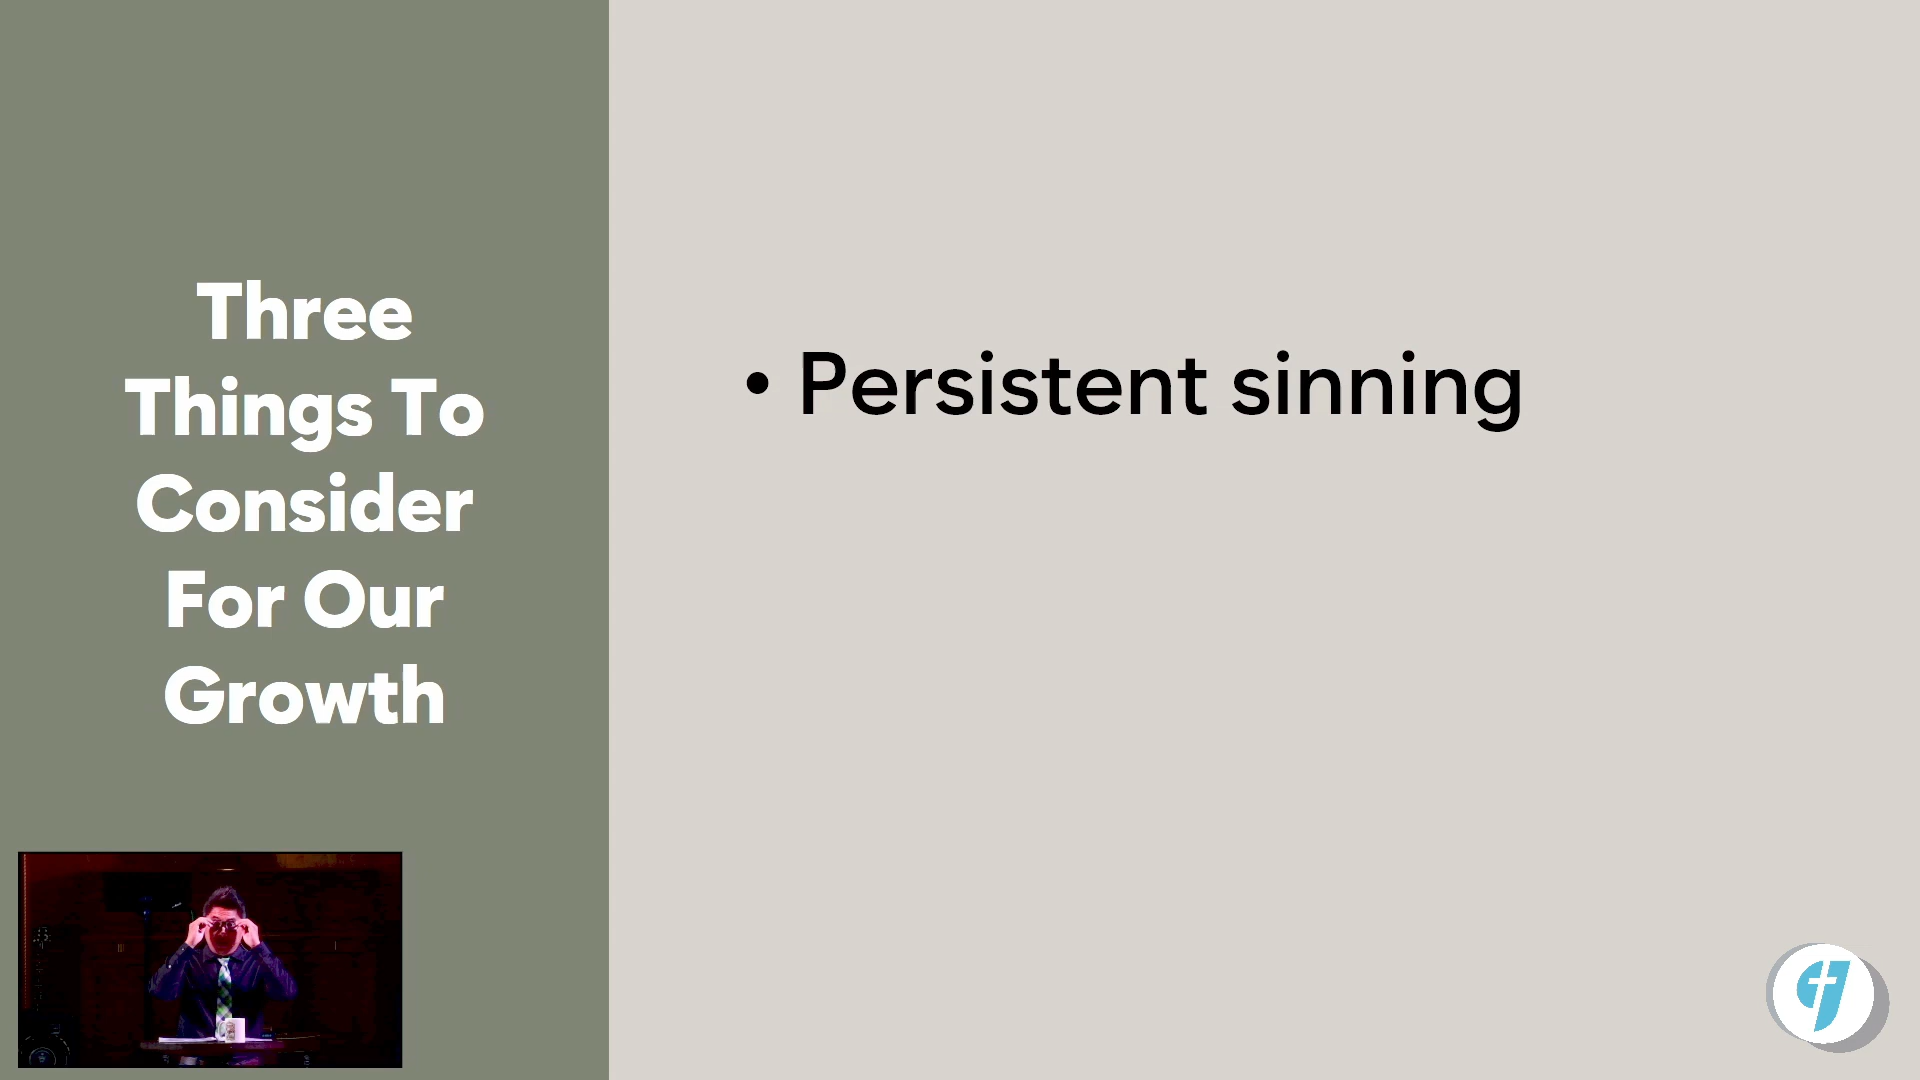 Three
Things To
Consider
For Our
Growth
• Persistent sinning